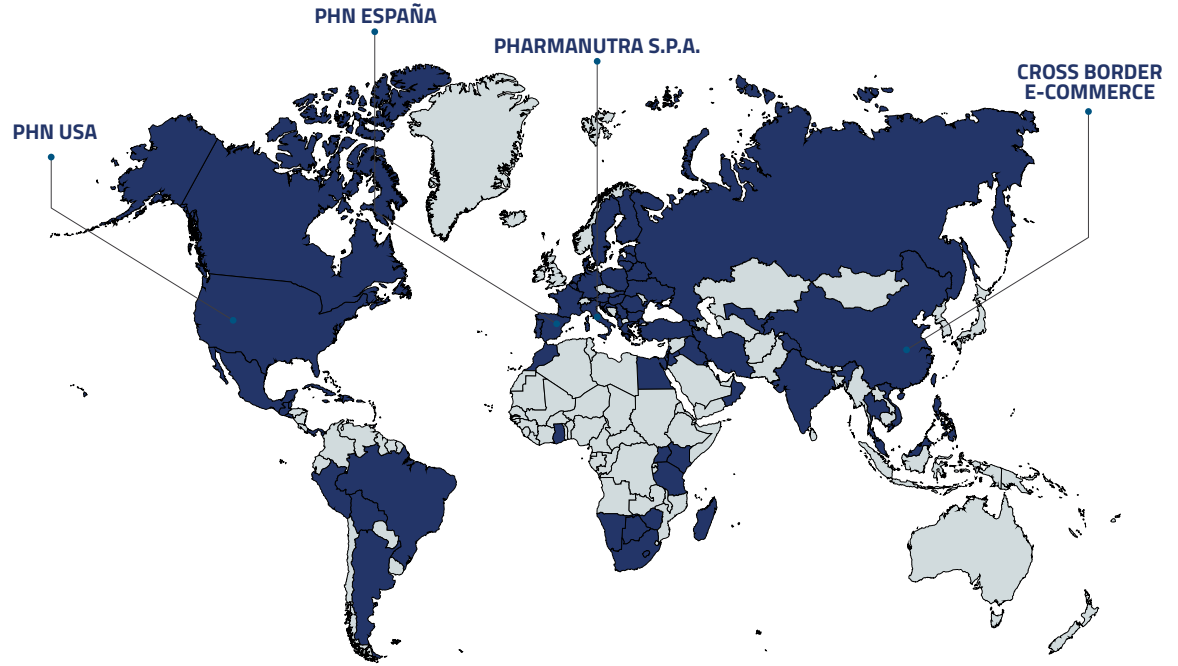 PHN ESPAÑA
PHARMANUTRA S.P.A.
CROSS BORDER
E-COMMERCE
PHN USA